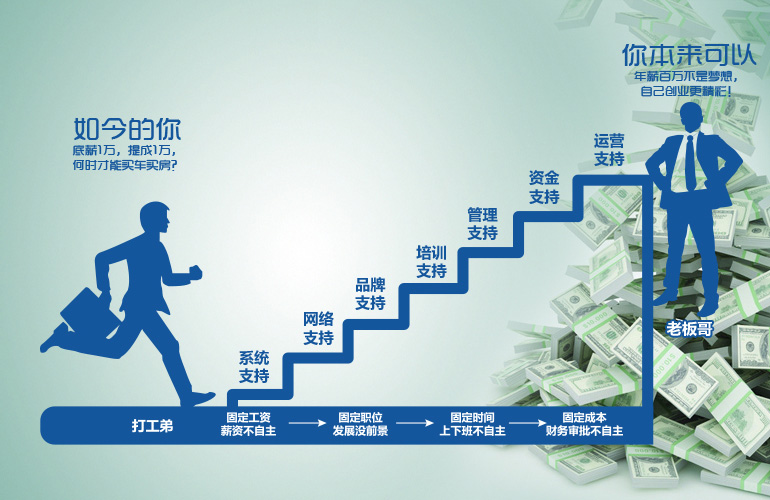 如今的你
底薪1万，提成1万，
何时才能买车买房？
你本来可以
年薪百万不是梦想，
自己创业更精彩！
系统
支持
网络
支持
品牌
支持
培训
支持
管理
支持
资金
支持
运营
支持
老板哥
打工弟
固定工资
薪资不自主
固定职位
发展没前景
固定时间
上下班不自主
固定成本
财务审批不自主